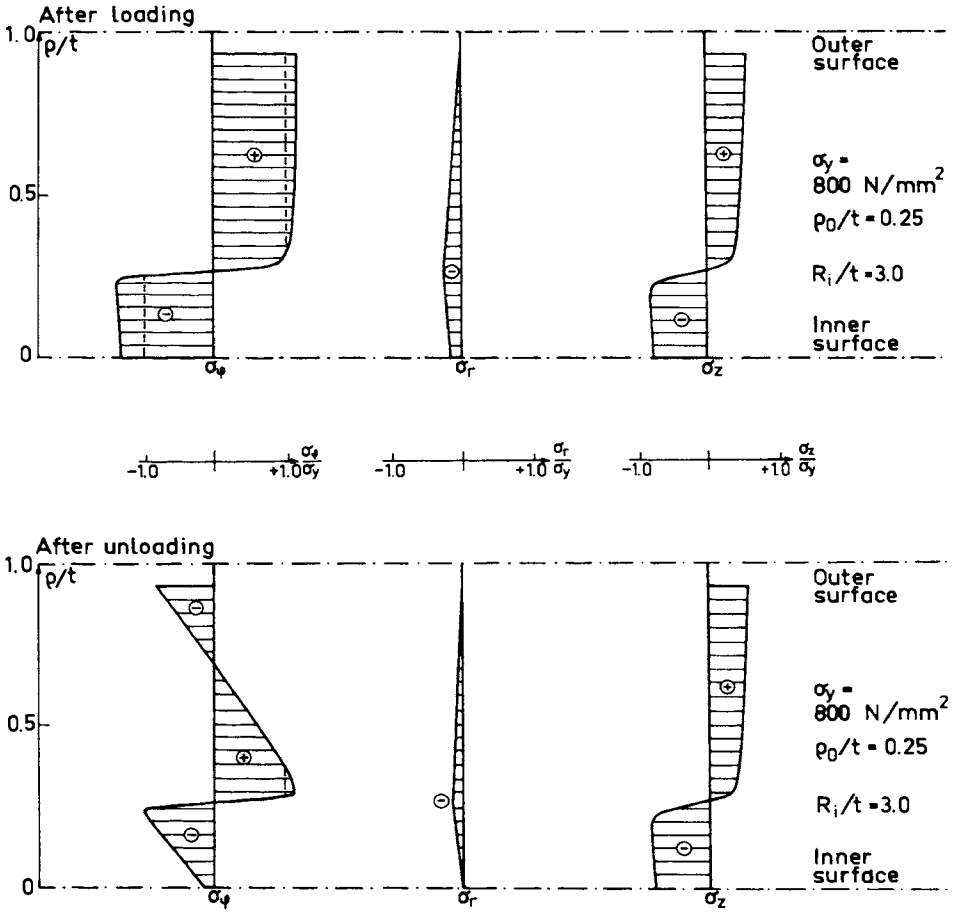 After loading
1.0
ρ/t
0.5
0
⊕
⊖
⊖
⊕
⊖
σφ
σr
σz
Outer
surface
σy =
800 N/mm²
ρ0/t = 0.25
Ri/t = 3.0
Inner
surface
-1.0 +1.0 σφ/σy
-1.0 +1.0 σr/σy
-1.0 +1.0 σz/σy
After unloading
1.0
ρ/t
0.5
0
⊖
⊕
⊖
⊖
⊕
⊖
σφ
σr
σz
Outer
surface
σy =
800 N/mm²
ρ0/t = 0.25
Ri/t = 3.0
Inner
surface